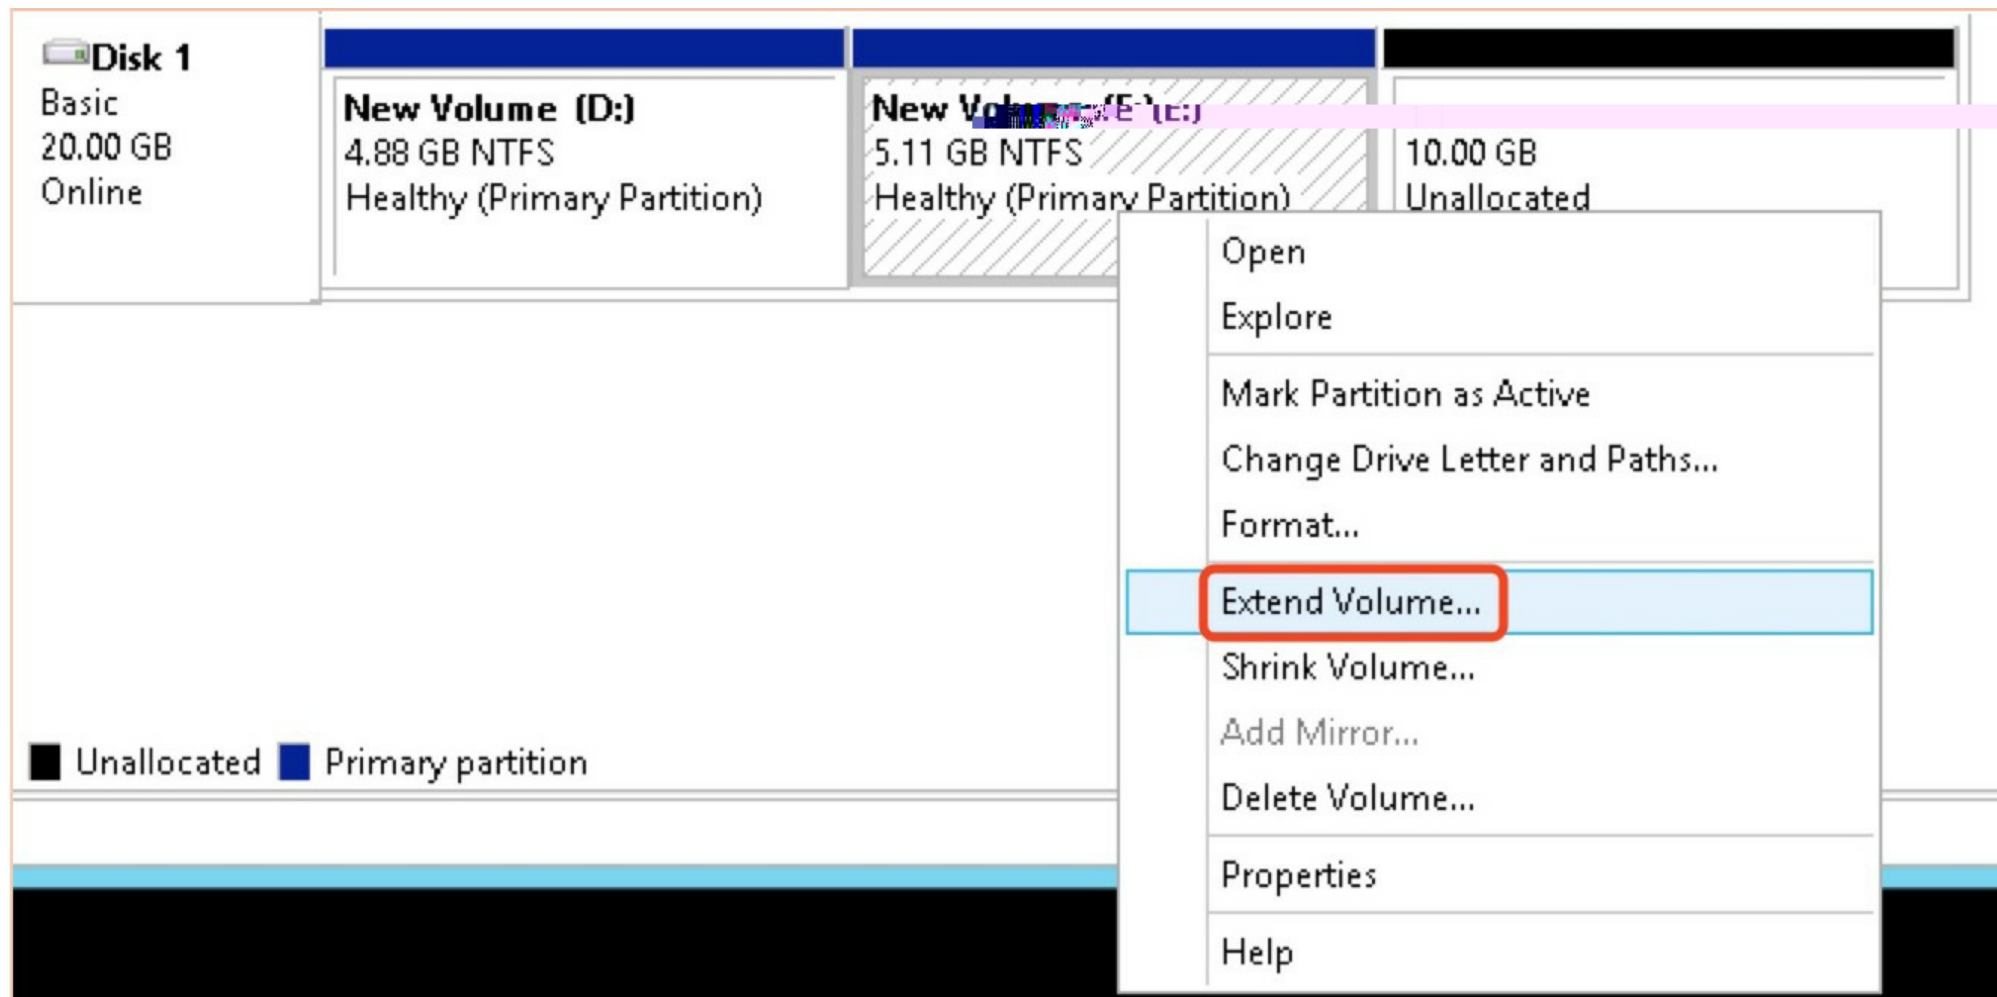 Disk 1
Basic
20.00 GB
Online
New Volume (D:)
4.88 GB NTFS
Healthy (Primary Partition)
New (E:)
5.11 GB NTFS
Healthy (Primary Partition)
10.00 GB
Unallocated
Open
Explore
Mark Partition as Active
Change Drive Letter and Paths...
Format...
Extend Volume...
Shrink Volume...
Add Mirror...
Delete Volume...
Properties
Help
Unallocated Primary partition